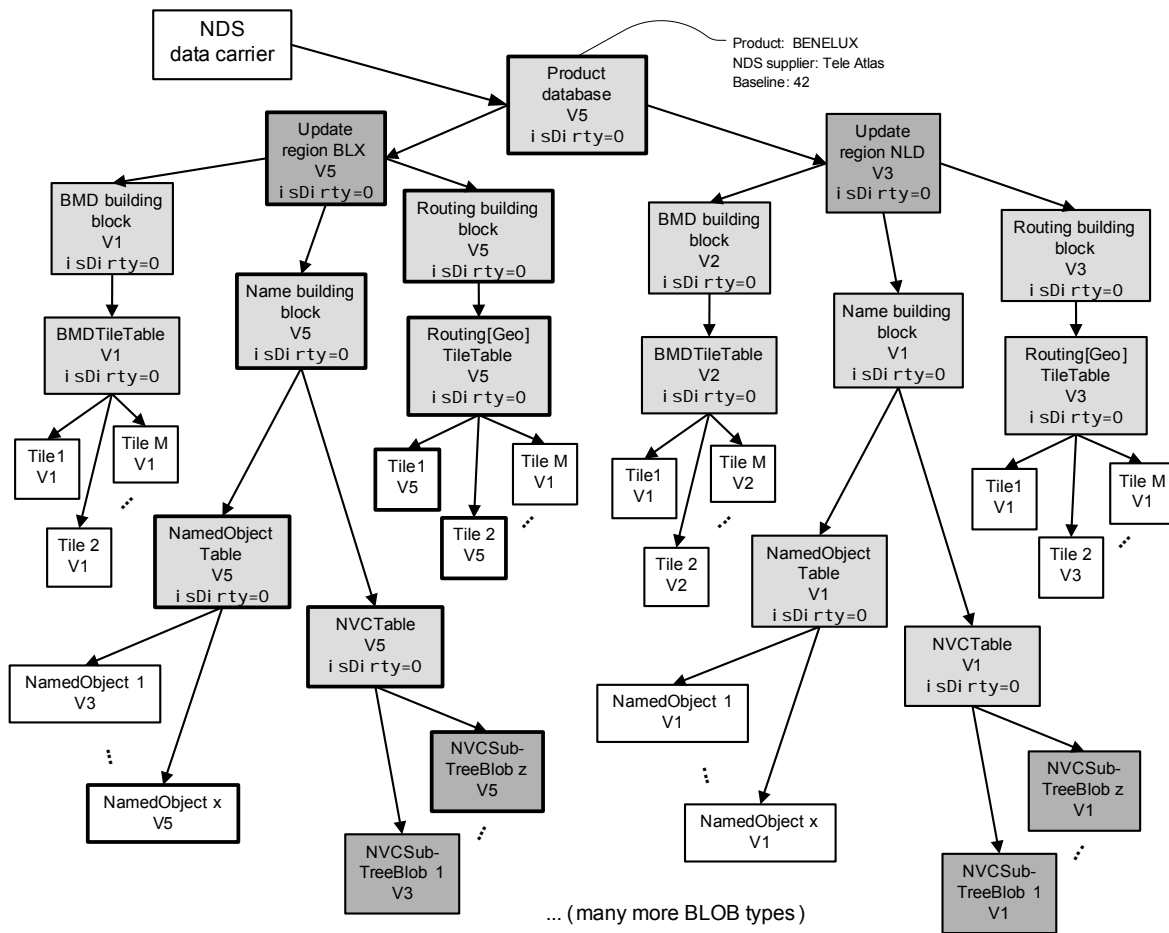 NDS
data carrier
Product: BENELUX
NDS supplier: Tele Atlas
Baseline: 42
Product
database
V5
isDirty=0
Update
region BLX
V5
isDirty=0
Update
region NLD
V3
isDirty=0
BMD building
block
V1
isDirty=0
Routing building
block
V5
isDirty=0
BMD building
block
V2
isDirty=0
Routing building
block
V3
isDirty=0
Name building
block
V5
isDirty=0
Name building
block
V1
isDirty=0
BMDTileTable
V1
isDirty=0
Routing[Geo]
TileTable
V5
isDirty=0
BMDTileTable
V2
isDirty=0
Routing[Geo]
TileTable
V3
isDirty=0
Tile1
V1
Tile M
V1
...
Tile 2
V1
Tile1
V5
Tile M
V1
...
Tile 2
V5
Tile1
V1
Tile M
V2
...
Tile 2
V2
Tile1
V1
Tile M
V1
...
Tile 2
V3
NamedObject
Table
V5
isDirty=0
NVCTable
V5
isDirty=0
NamedObject
Table
V1
isDirty=0
NVCTable
V1
isDirty=0
NamedObject 1
V3
...
NamedObject x
V5
NVCSub-
TreeBlob z
V5
...
NVCSub-
TreeBlob 1
V3
NamedObject 1
V1
...
NamedObject x
V1
NVCSub-
TreeBlob z
V1
...
NVCSub-
TreeBlob 1
V1
... (many more BLOB types)